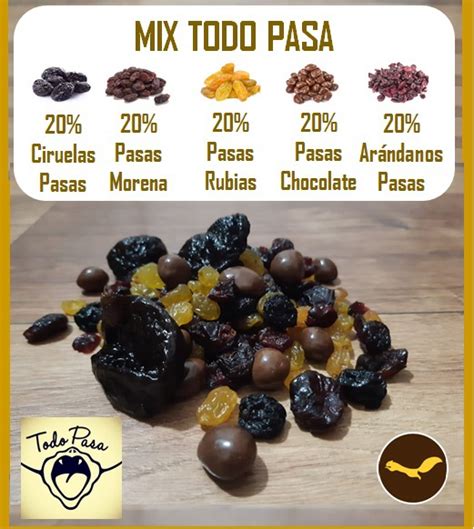 MIX TODO PASA
20% Ciruelas Pasas
20% Pasas Morena
20% Pasas Rubias
20% Pasas Chocolate
20% Arándanos Pasas
Todo Pasa